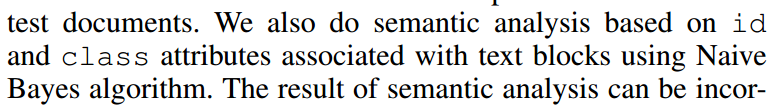 test documents. We also do semantic analysis based on id
and class attributes associated with text blocks using Naive
Bayes algorithm. The result of semantic analysis can be incor-